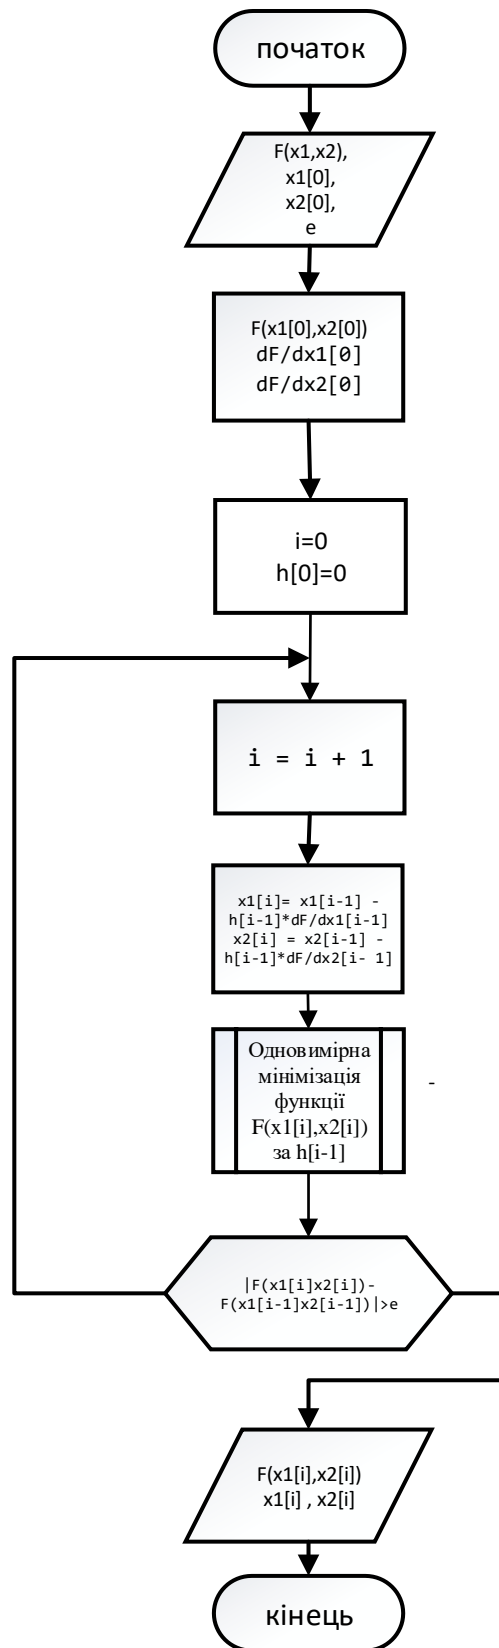 початок
F(x1,x2),
x1[0],
x2[0],
e
F(x1[0],x2[0])
dF/dx1[0]
dF/dx2[0]
i=0
h[0]=0
i = i + 1
x1[i]= x1[i-1] -
h[i-1]*dF/dx1[i-1]
x2[i] = x2[i-1] -
h[i-1]*dF/dx2[i- 1]
Одновимірна
мінімізація
функції
F(x1[i],x2[i])
за h[i-1]
-
|F(x1[i]x2[i])-
F(x1[i-1]x2[i-1])|>e
F(x1[i],x2[i])
x1[i] , x2[i]
кінець